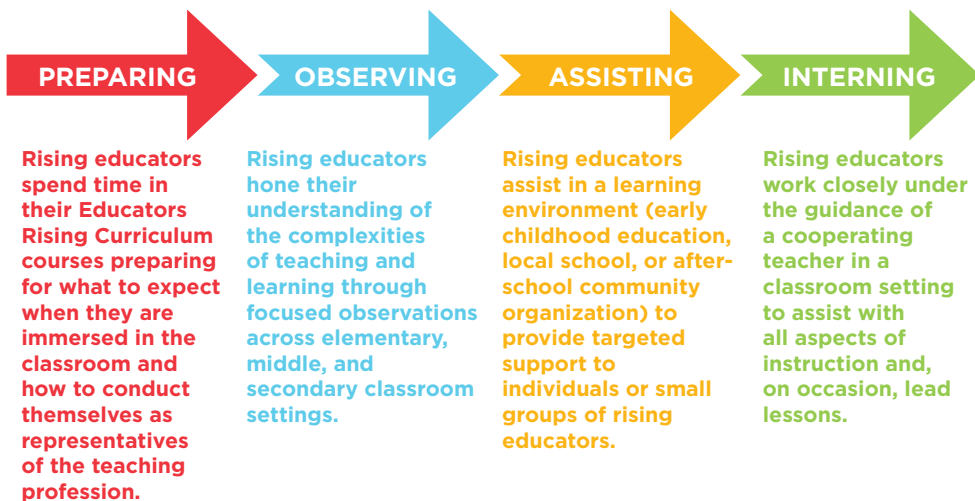 PREPARING
OBSERVING
ASSISTING
INTERNING
Rising educators
spend time in
their Educators
Rising Curriculum
courses preparing
for what to expect
when they are
immersed in the
classroom and
how to conduct
themselves as
representatives
of the teaching
profession.
Rising educators
hone their
understanding of
the complexities
of teaching and
learning through
focused observations
across elementary,
middle, and
secondary classroom
settings.
Rising educators
assist in a learning
environment (early
childhood education,
local school, or after-
school community
organization) to
provide targeted
support to
individuals or small
groups of rising
educators.
Rising educators
work closely under
the guidance of
a cooperating
teacher in a
classroom setting
to assist with
all aspects of
instruction and,
on occasion, lead
lessons.